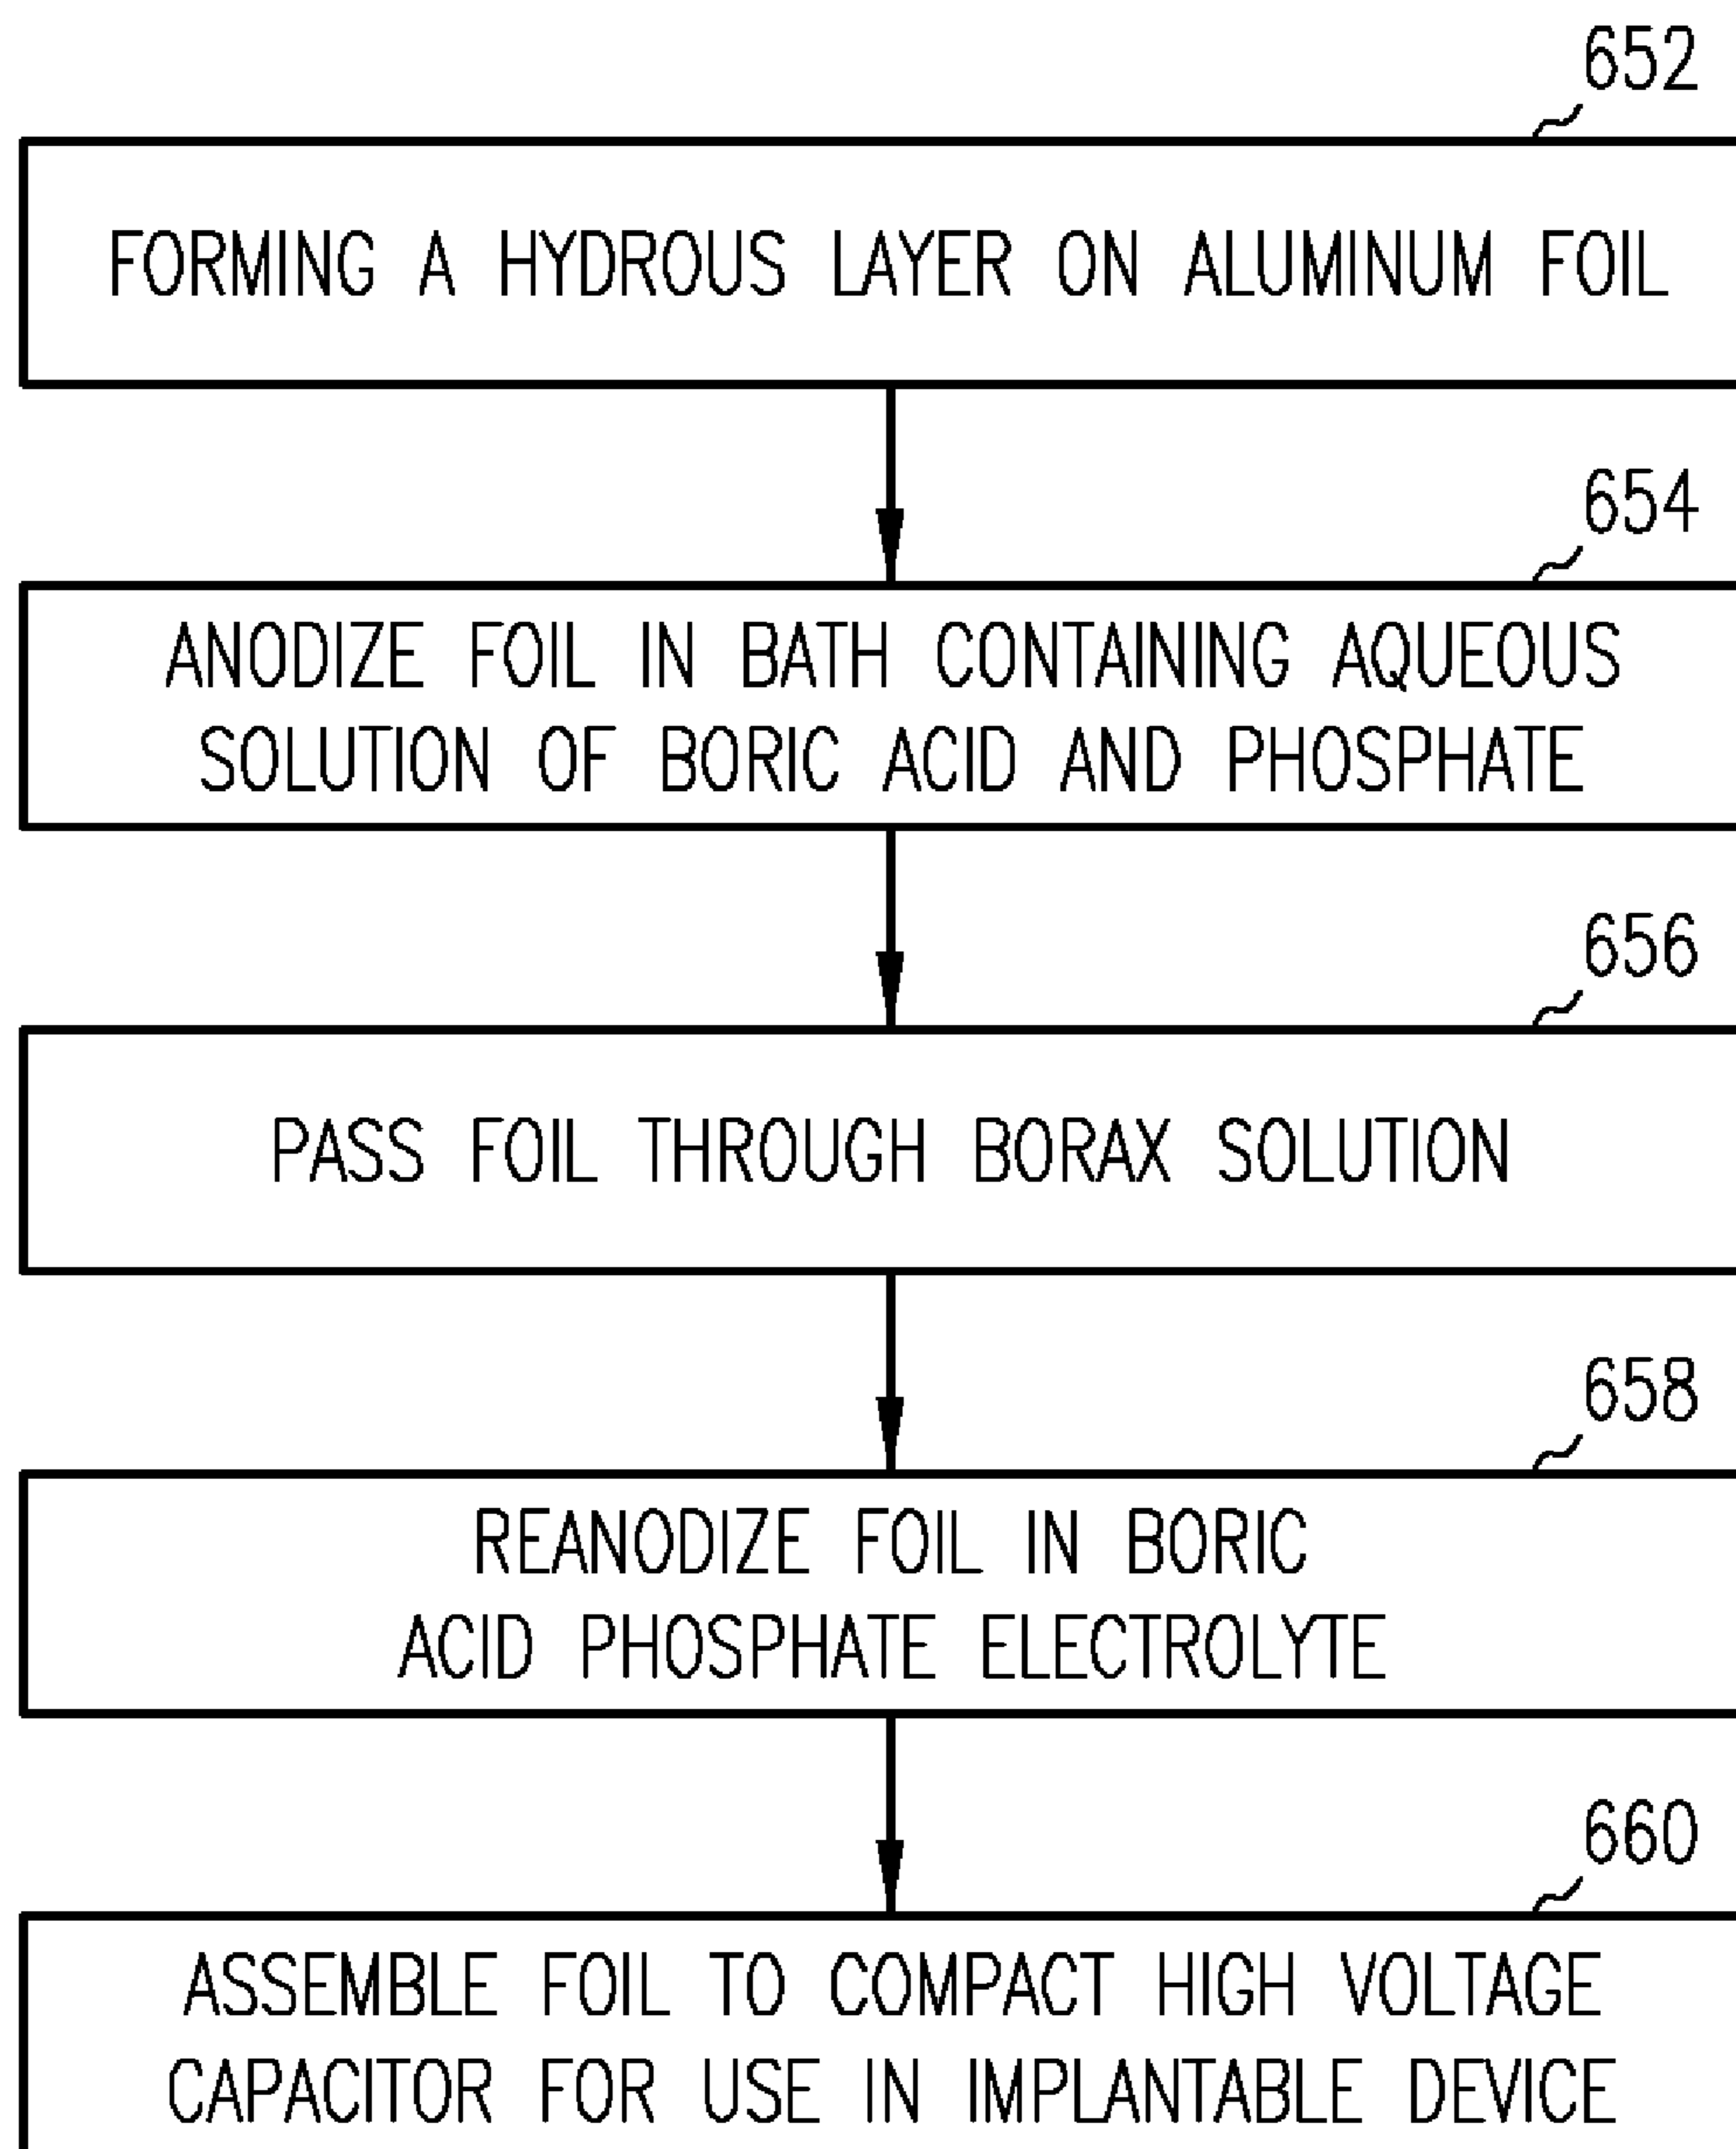 652
FORMING A HYDROUS LAYER ON ALUMINUM FOIL
654
ANODIZE FOIL IN BATH CONTAINING AQUEOUS
SOLUTION OF BORIC ACID AND PHOSPHATE
656
PASS FOIL THROUGH BORAX SOLUTION
658
REANODIZE FOIL IN BORIC
ACID PHOSPHATE ELECTROLYTE
660
ASSEMBLE FOIL TO COMPACT HIGH VOLTAGE
CAPACITOR FOR USE IN IMPLANTABLE DEVICE